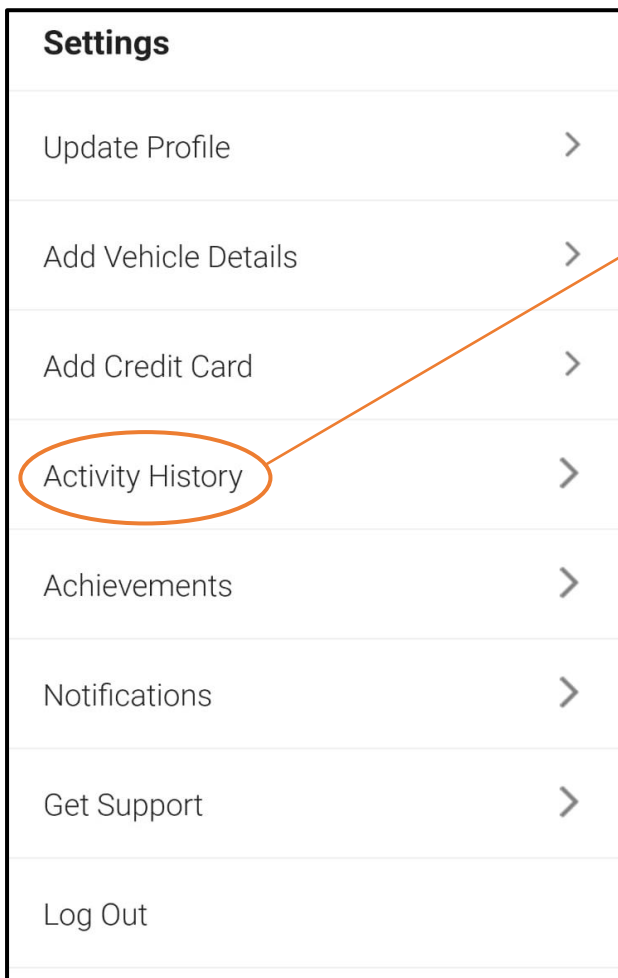 Settings
Update Profile
Add Vehicle Details
Add Credit Card
Activity History
Achievements
Notifications
Get Support
Log Out